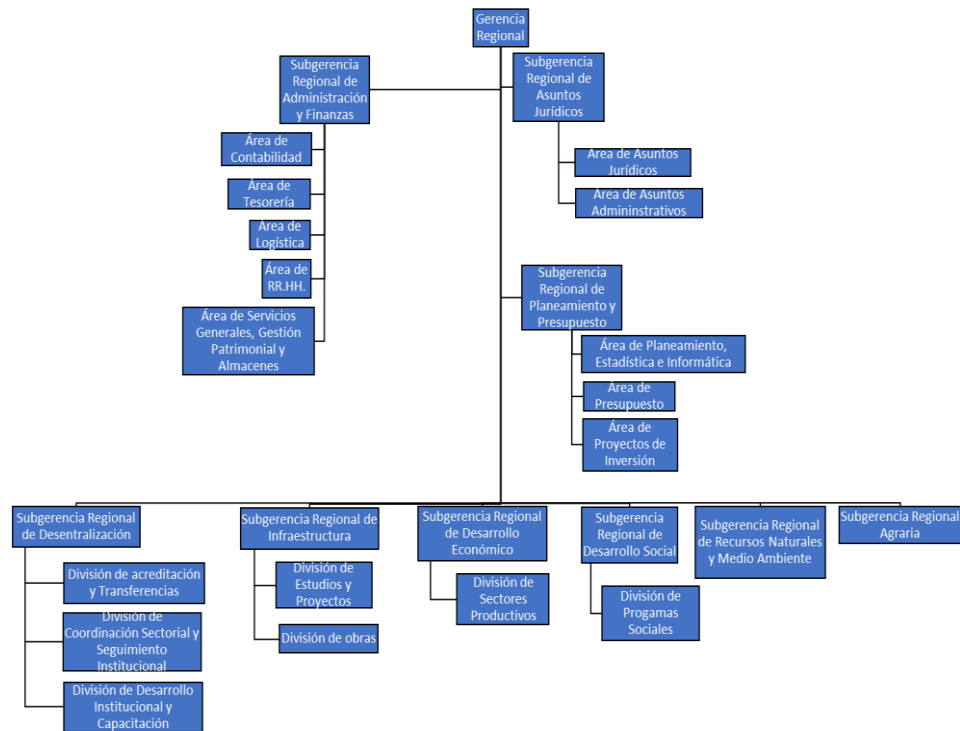 Gerencia
Regional
Subgerencia
Regional de
Administración
y Finanzas
Área de
Contabilidad
Área de
Tesorería
Área de
Logística
Área de
RR.HH.
Área de Servicios
Generales, Gestión
Patrimonial y
Almacenes
Subgerencia
Regional de
Asuntos
Jurídicos
Área de Asuntos
Jurídicos
Área de Asuntos
Admininstrativos
Subgerencia
Regional de
Planeamiento y
Presupuesto
Área de Planeamiento,
Estadística e Informática
Área de
Presupuesto
Área de
Proyectos de
Inversión
Subgerencia Regional
de Desentralización
División de acreditación
y Transferencias
División de
Coordinación Sectorial y
Seguimiento
Institucional
División de Desarrollo
Institucional y
Capacitación
Subgerencia Regional de
Infraestructura
División de
Estudios y
Proyectos
División de obras
Subgerencia Regional
de Desarrollo
Económico
División de
Sectores
Productivos
Subgerencia
Regional de
Desarrollo Social
División de
Progamas
Sociales
Subgerencia Regional
de Recursos Naturales
y Medio Ambiente
Subgerencia Regional
Agraria